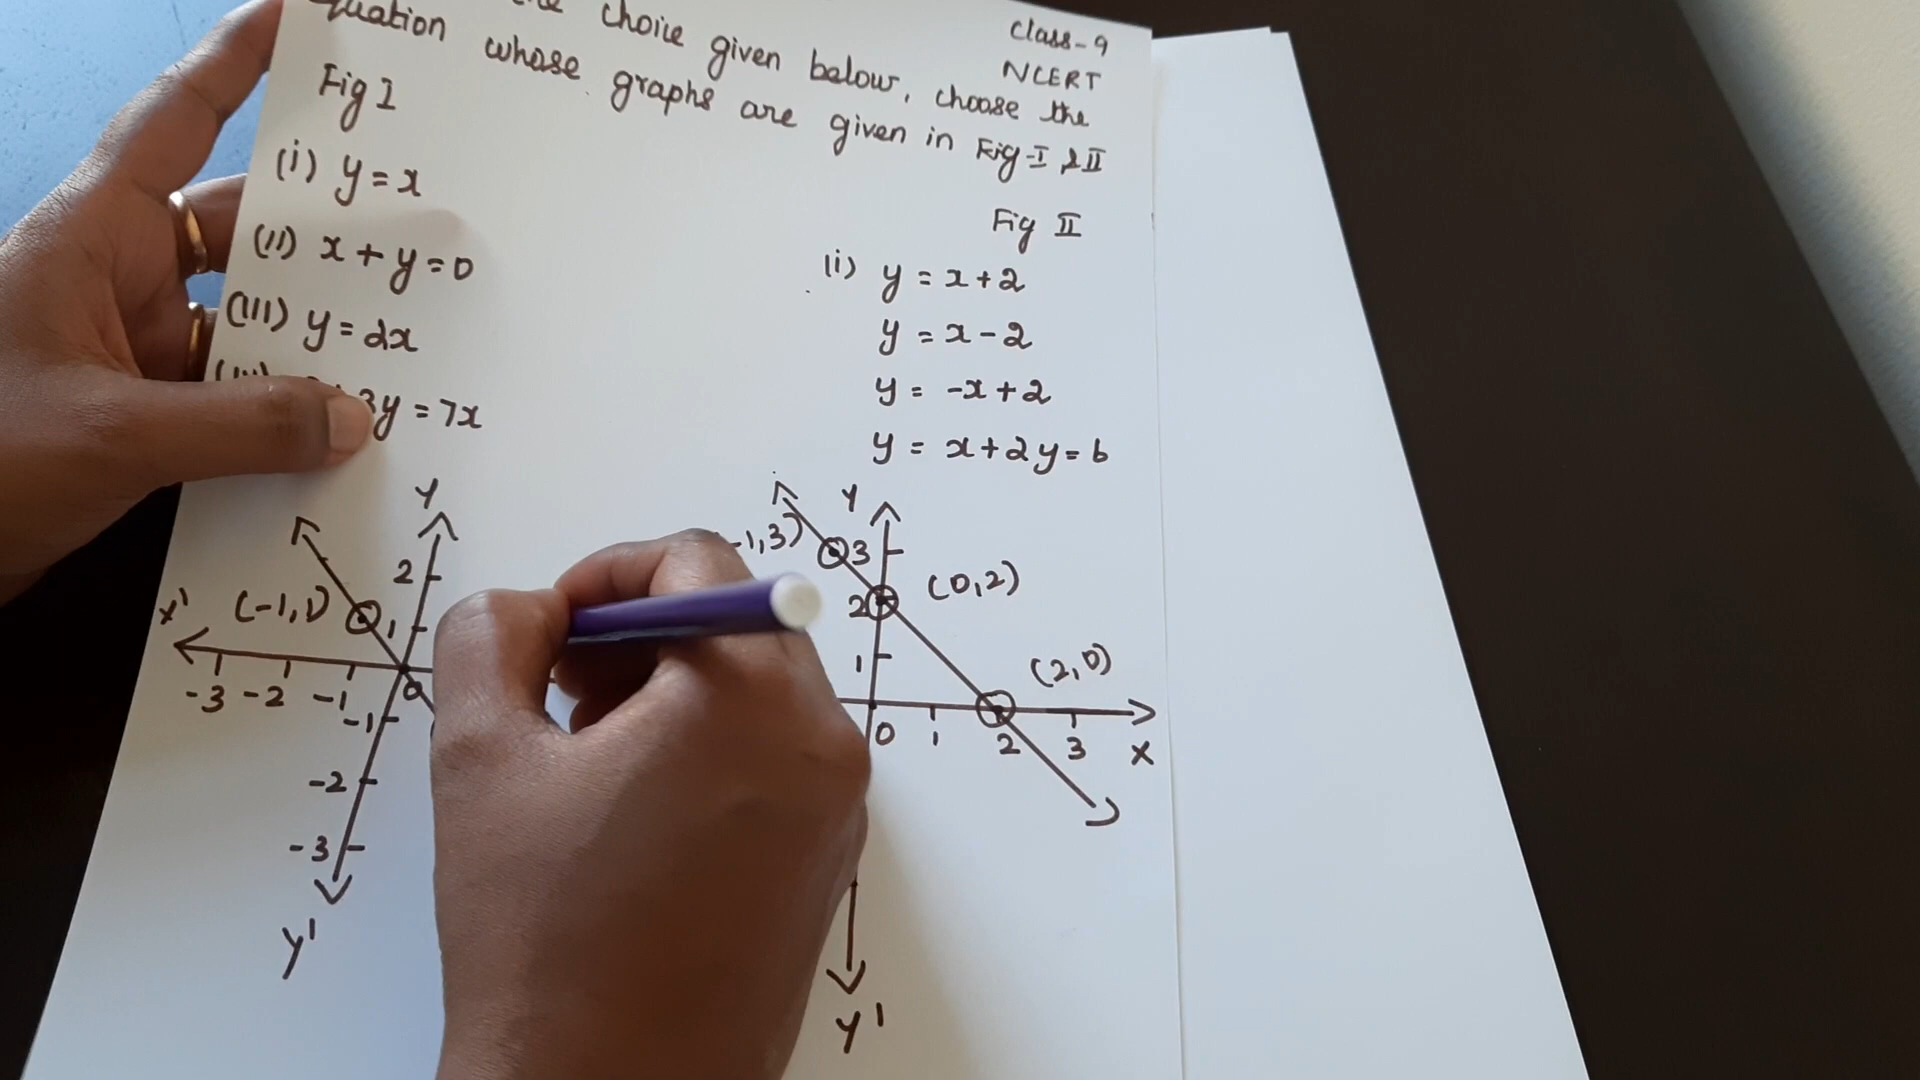 choice given below, choose the
whose graphs are given in Fig-I & II
Class-9
NCERT
Fig I
(i) y = x
(ii) x + y = 0
(iii) y = 2x
3y = 7x
Fig II
(i) y = x + 2
y = x - 2
y = -x + 2
y = x + 2y = 6
Y
2
X' (-1,1) 1
-3 -2 -1 0
-1
-2
-3
Y'
Y
-1,3) 3
2 (0,2)
1 (2,0)
0 1 2 3 X
Y'